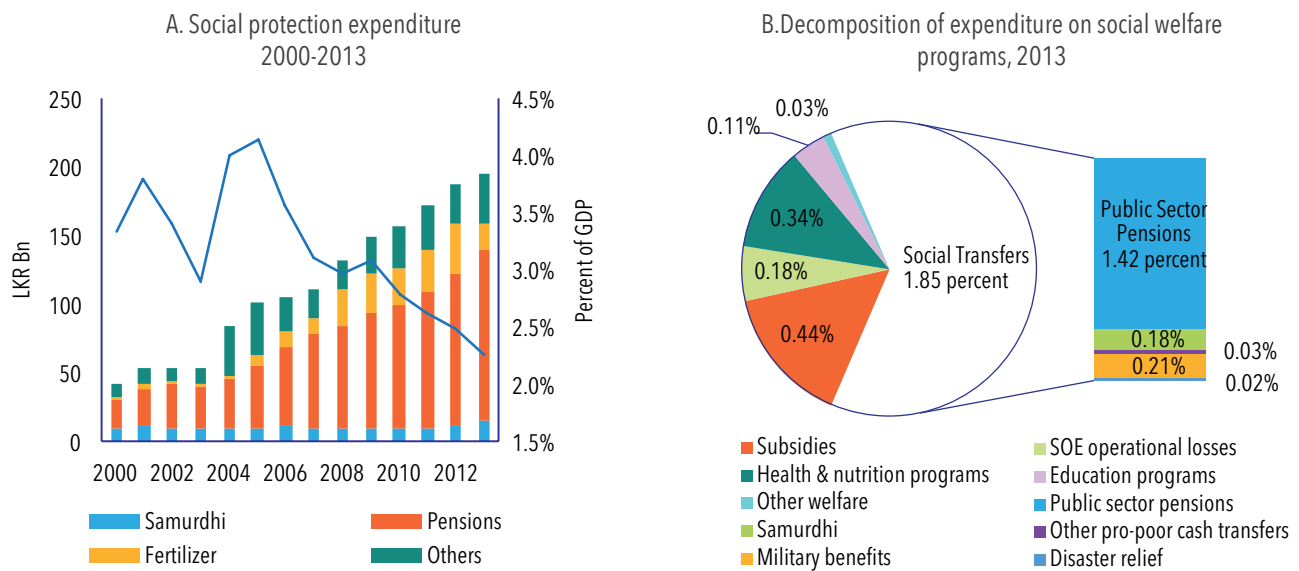 A. Social protection expenditure
2000-2013
LKR Bn
250
200
150
100
50
0
4.5%
4.0%
3.5%
3.0%
2.5%
2.0%
1.5%
Percent of GDP
2000 2002 2004 2006 2008 2010 2012
Samurdhi
Pensions
Fertilizer
Others
B.Decomposition of expenditure on social welfare
programs, 2013
0.03%
0.11%
0.34%
0.18%
0.44%
Social Transfers
1.85 percent
Public Sector
Pensions
1.42 percent
0.18%
0.03%
0.21%
0.02%
Subsidies
Health & nutrition programs
Other welfare
Samurdhi
Military benefits
SOE operational losses
Education programs
Public sector pensions
Other pro-poor cash transfers
Disaster relief